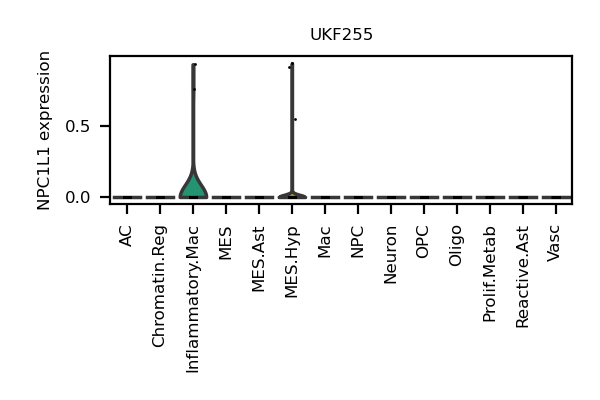 UKF255
NPC1L1 expression
0.5
0.0
AC
Chromatin.Reg
Inflammatory.Mac
MES
MES.Ast
MES.Hyp
Mac
NPC
Neuron
OPC
Oligo
Prolif.Metab
Reactive.Ast
Vasc